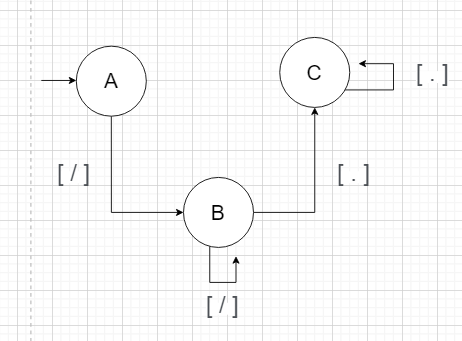 A
C
[ . ]
[ / ]
[ . ]
B
[ / ]